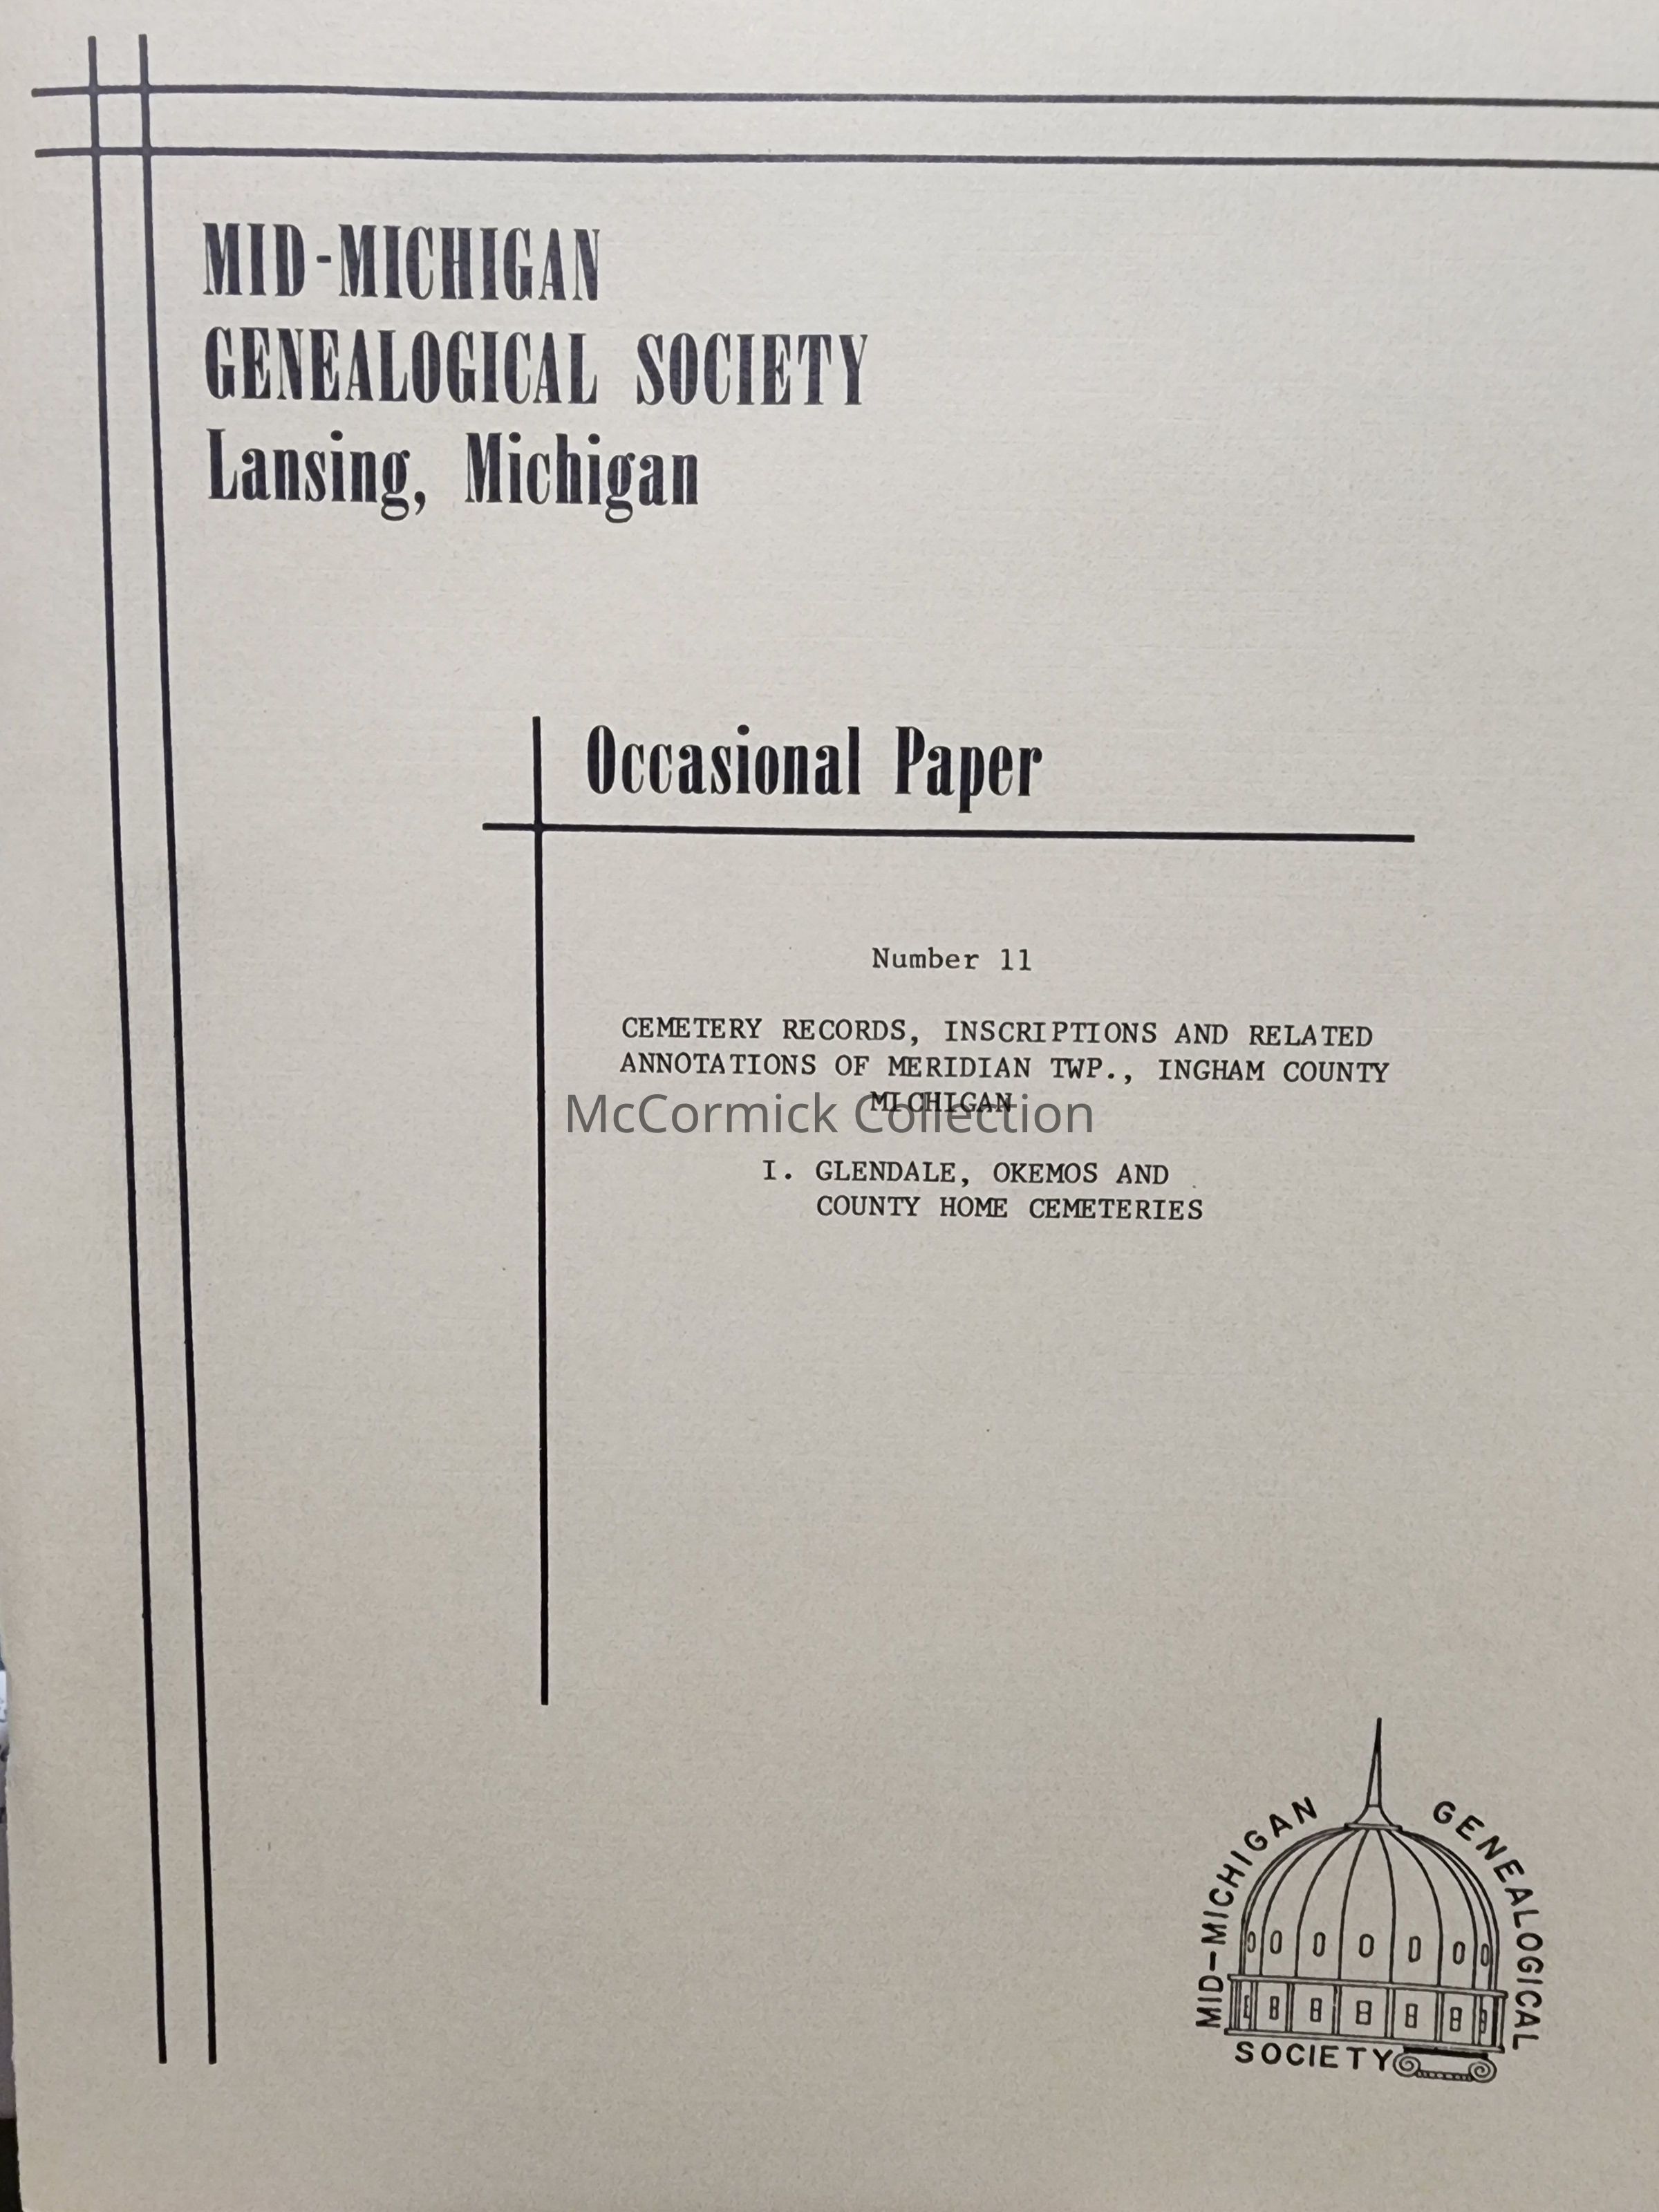 MID-MICHIGAN
GENEALOGICAL SOCIETY
Lansing, Michigan
Occasional Paper
Number 11
CEMETERY RECORDS, INSCRIPTIONS AND RELATED
ANNOTATIONS OF MERIDIAN TWP., INGHAM COUNTY
MICHIGAN
McCormick Collection
I. GLENDALE, OKEMOS AND
COUNTY HOME CEMETERIES
MID-MICHIGAN GENEALOGICAL
SOCIETY